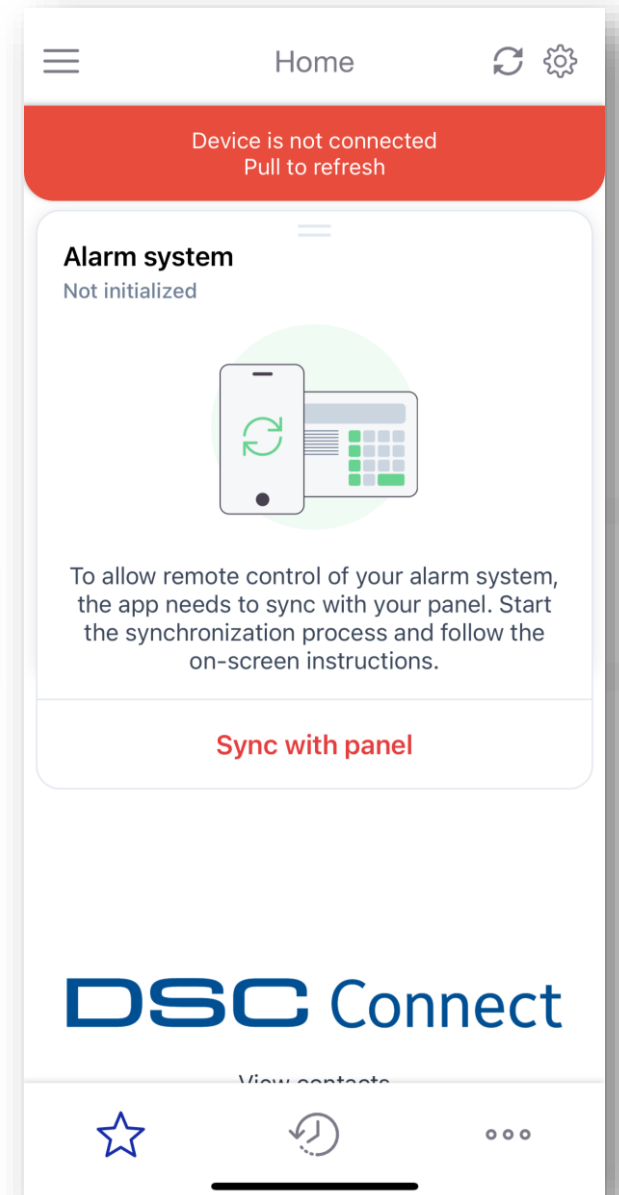 Home
Device is not connected
Pull to refresh
Alarm system
Not initialized
To allow remote control of your alarm system,
the app needs to sync with your panel. Start
the synchronization process and follow the
on-screen instructions.
Sync with panel
DSC Connect
View contacts